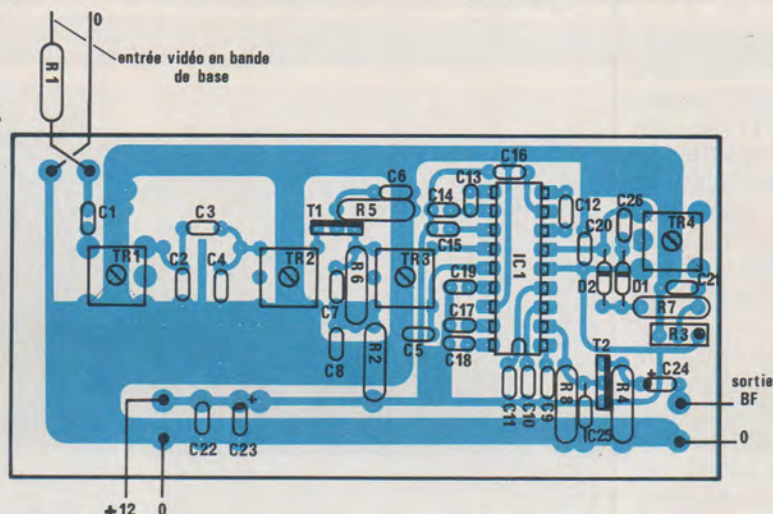 0
R1
entrée vidéo en bande
de base
C16
C6
C13
C14
C12
C26
C3
T1
R5
TR4
C1
C15
C20
IC1
TR1
TR2
TR3
C2
C4
R6
C19
D2
D1
C21
C7
R7
C17
R3
C5
C8
R2
C18
T2
C24
+
sortie
BF
C11
C10
C9
R8
R4
+
C25
0
C22
C23
+12
0